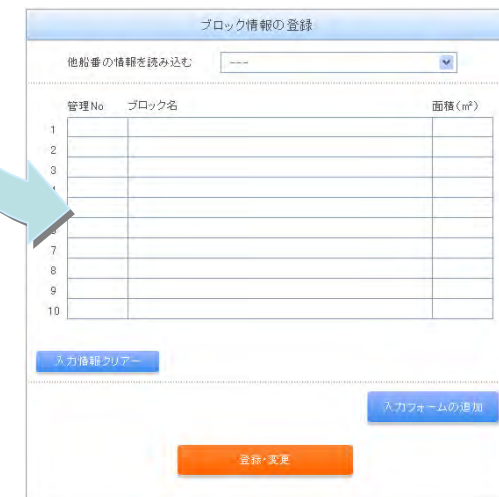 ブロック情報の登録
他船番の情報を読み込む ---
管理No ブロック名 面積(㎡)
1
2
3
7
8
9
10
入力情報クリアー
入力フォームの追加
登録・変更